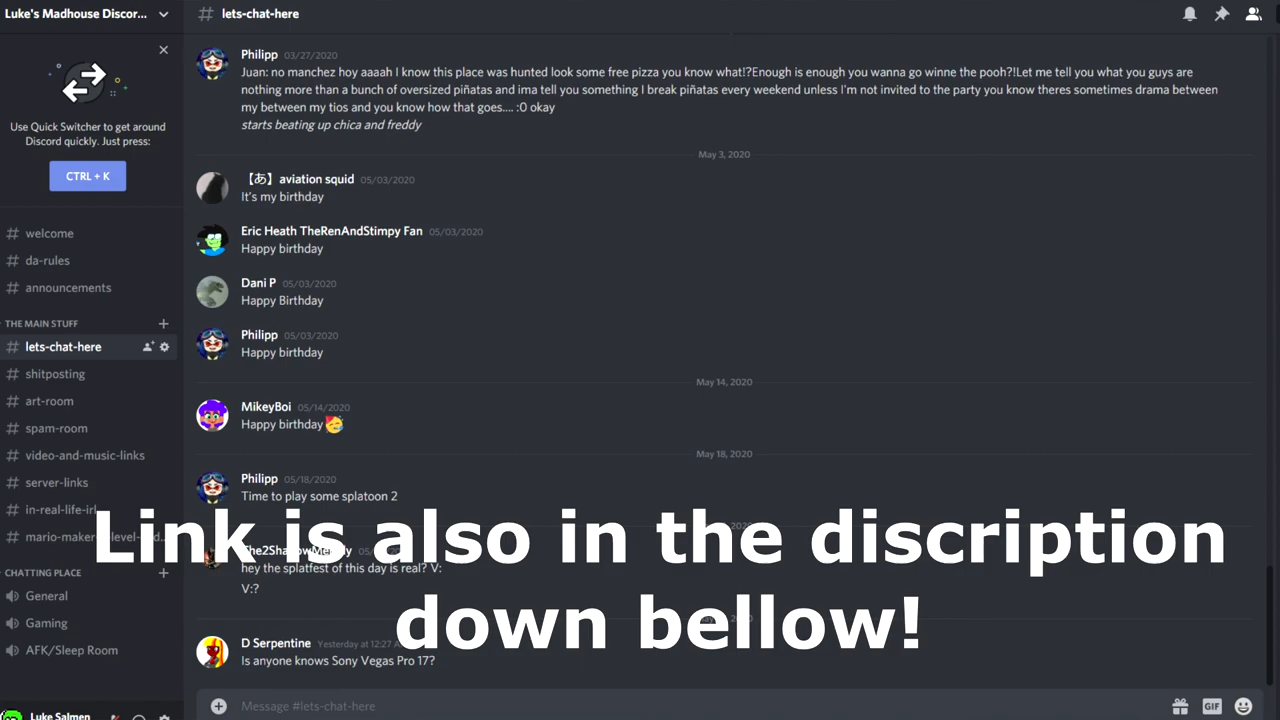 Luke's Madhouse Discor...
Use Quick Switcher to get around
Discord quickly. Just press:
CTRL + K
# welcome
# da-rules
# announcements
THE MAIN STUFF
# lets-chat-here
# shitposting
# art-room
# spam-room
# video-and-music-links
# server-links
# in-real-life-irl
# mario-maker
CHATTING PLACE
General
Gaming
AFK/Sleep Room
Luke Salmen
# lets-chat-here
Philipp 03/27/2020
Juan: no manchez hoy aaaah I know this place was hunted look some free pizza you know what!?Enough is enough you wanna go winne the pooh?!Let me tell you what you guys are
nothing more than a bunch of oversized piñatas and ima tell you something I break piñatas every weekend unless I'm not invited to the party you know theres sometimes drama between
my between my tios and you know how that goes.... :0 okay
starts beating up chica and freddy
May 3, 2020
【あ】aviation squid 05/03/2020
It's my birthday
Eric Heath TheRenAndStimpy Fan 05/03/2020
Happy birthday
Dani P 05/03/2020
Happy Birthday
Philipp 05/03/2020
Happy birthday
May 14, 2020
MikeyBoi 05/14/2020
Happy birthday🥳
May 18, 2020
Philipp 05/18/2020
Time to play some splatoon 2
hey the splatfest of this day is real? V:
V:?
D Serpentine Yesterday at 12:27
Is anyone knows Sony Vegas Pro 17?
Message #lets-chat-here
GIF
Link is also in the discription
down bellow!